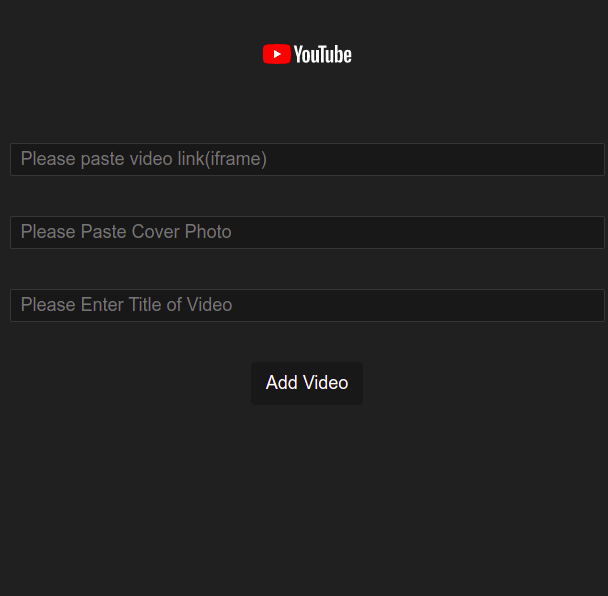 YouTube
Please paste video link(iframe)
Please Paste Cover Photo
Please Enter Title of Video
Add Video